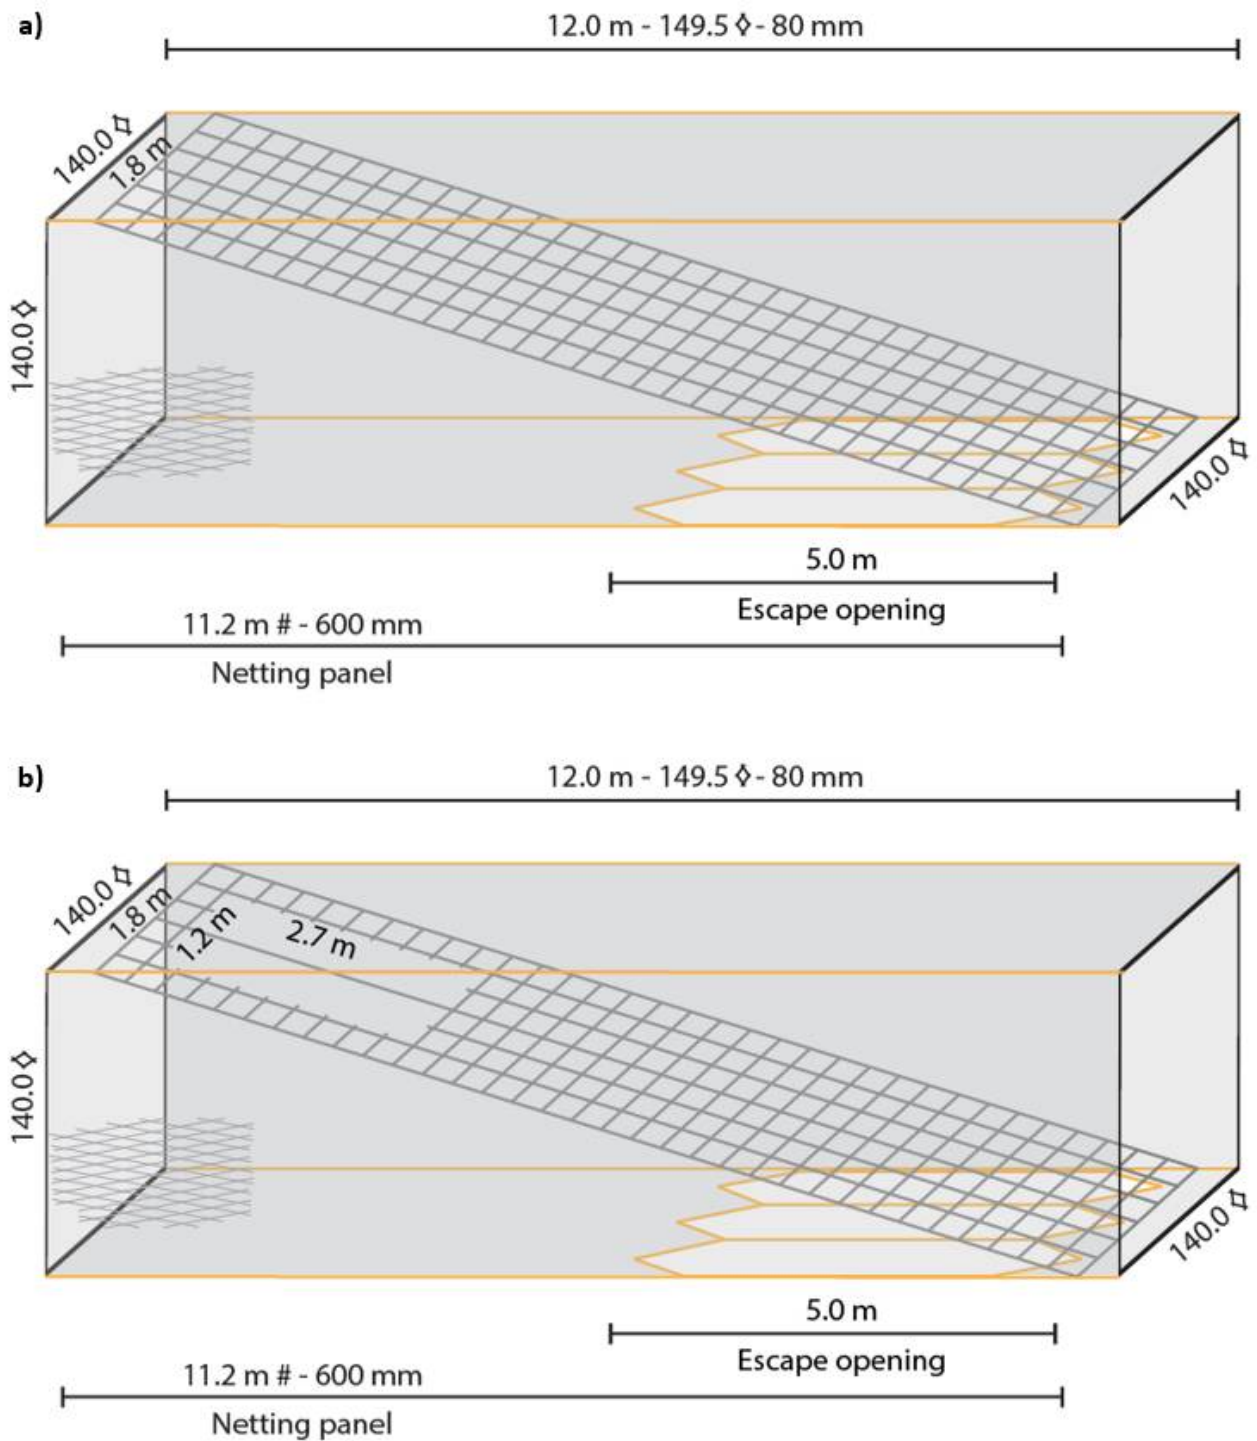 a)
12.0 m - 149.5 ◊ - 80 mm
140.0 ◊
1.8 m
140.0 ◊
140.0 ◊
5.0 m
Escape opening
11.2 m # - 600 mm
Netting panel
b)
12.0 m - 149.5 ◊ - 80 mm
140.0 ◊
1.8 m
1.2 m
2.7 m
140.0 ◊
140.0 ◊
5.0 m
Escape opening
11.2 m # - 600 mm
Netting panel